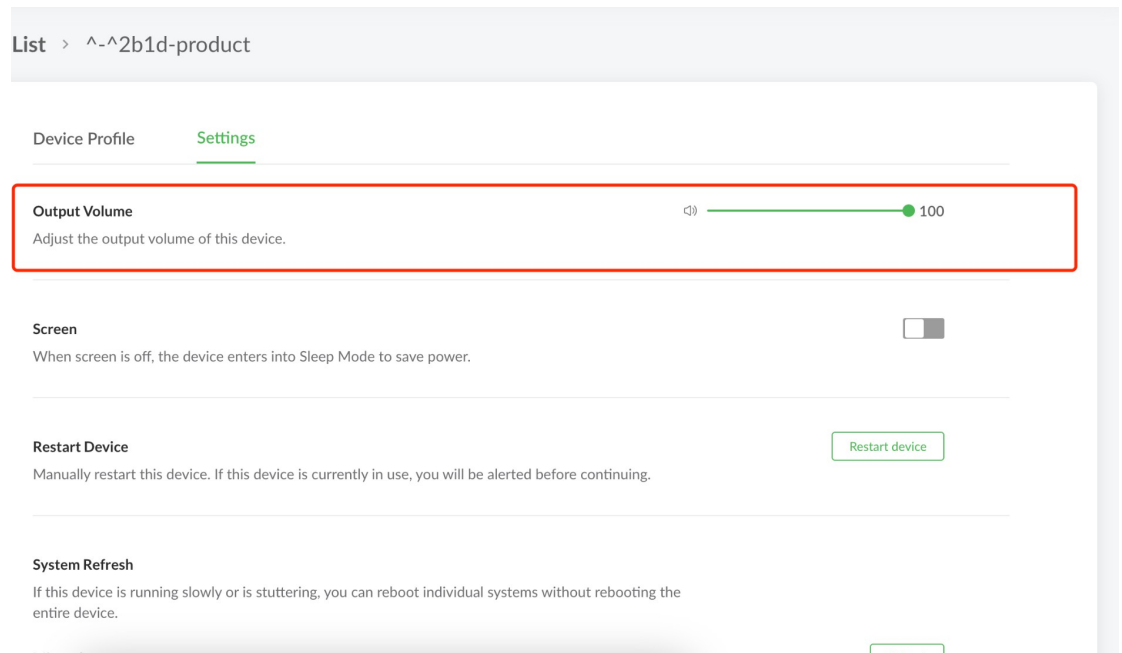 List > ^-^2b1d-product
Device Profile Settings
Output Volume 100
Adjust the output volume of this device.
Screen
When screen is off, the device enters into Sleep Mode to save power.
Restart Device Restart device
Manually restart this device. If this device is currently in use, you will be alerted before continuing.
System Refresh
If this device is running slowly or is stuttering, you can reboot individual systems without rebooting the
entire device.